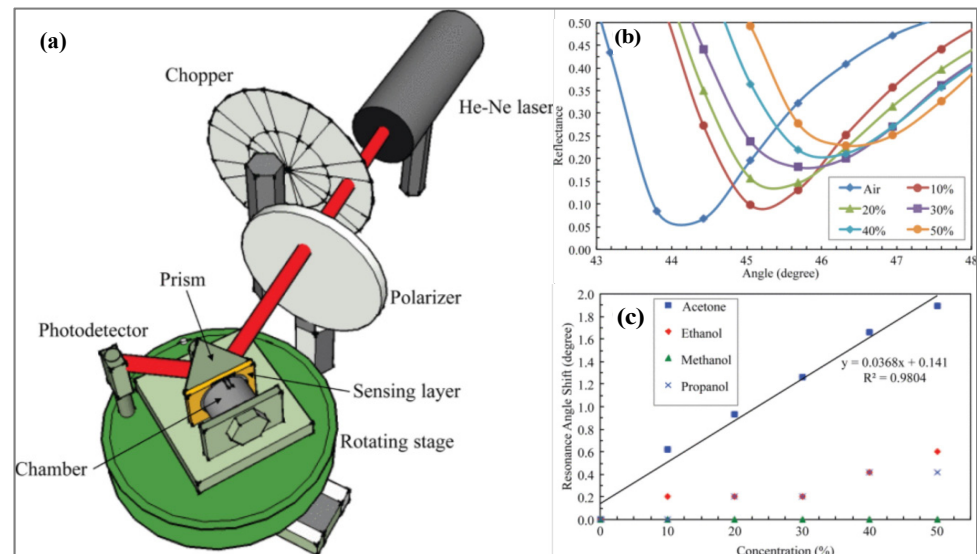 (a)
Chopper
He-Ne laser
Prism
Polarizer
Photodetector
Sensing layer
Rotating stage
Chamber
(b)
0.50
0.45
0.40
0.35
0.30
0.25
0.20
0.15
0.10
0.05
0.00
Reflectance
Air
10%
20%
30%
40%
50%
43 44 45 46 47 48
Angle (degree)
(c)
2.0
1.8
1.6
1.4
1.2
1.0
0.8
0.6
0.4
0.2
0.0
Resonance Angle Shift (degree)
Acetone
Ethanol
Methanol
Propanol
y = 0.0368x + 0.141
R² = 0.9804
0 10 20 30 40 50
Concentration (%)